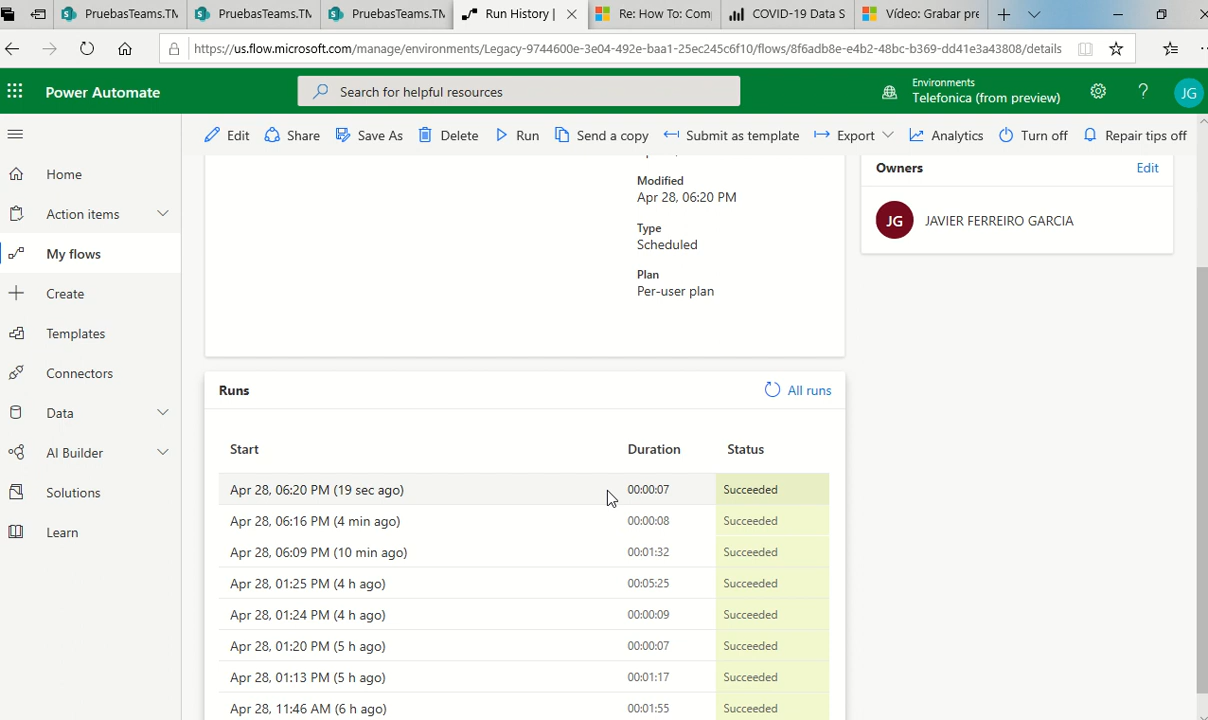 PruebasTeams.TM
PruebasTeams.TM
PruebasTeams.TM
Run History |
Re: How To: Comp
COVID-19 Data S
Vídeo: Grabar pre
https://us.flow.microsoft.com/manage/environments/Legacy-9744600e-3e04-492e-baa1-25ec245c6f10/flows/8f6adb8e-e4b2-48bc-b369-dd41e3a43808/details
Power Automate
Search for helpful resources
Environments
Telefonica (from preview)
?
JG
Edit
Share
Save As
Delete
Run
Send a copy
Submit as template
Export
Analytics
Turn off
Repair tips off
Home
Action items
My flows
Create
Templates
Connectors
Data
AI Builder
Solutions
Learn
Modified
Apr 28, 06:20 PM
Type
Scheduled
Plan
Per-user plan
Owners
Edit
JG
JAVIER FERREIRO GARCIA
Runs
All runs
Start Duration Status
Apr 28, 06:20 PM (19 sec ago) 00:00:07 Succeeded
Apr 28, 06:16 PM (4 min ago) 00:00:08 Succeeded
Apr 28, 06:09 PM (10 min ago) 00:01:32 Succeeded
Apr 28, 01:25 PM (4 h ago) 00:05:25 Succeeded
Apr 28, 01:24 PM (4 h ago) 00:00:09 Succeeded
Apr 28, 01:20 PM (5 h ago) 00:00:07 Succeeded
Apr 28, 01:13 PM (5 h ago) 00:01:17 Succeeded
Apr 28, 11:46 AM (6 h ago) 00:01:55 Succeeded